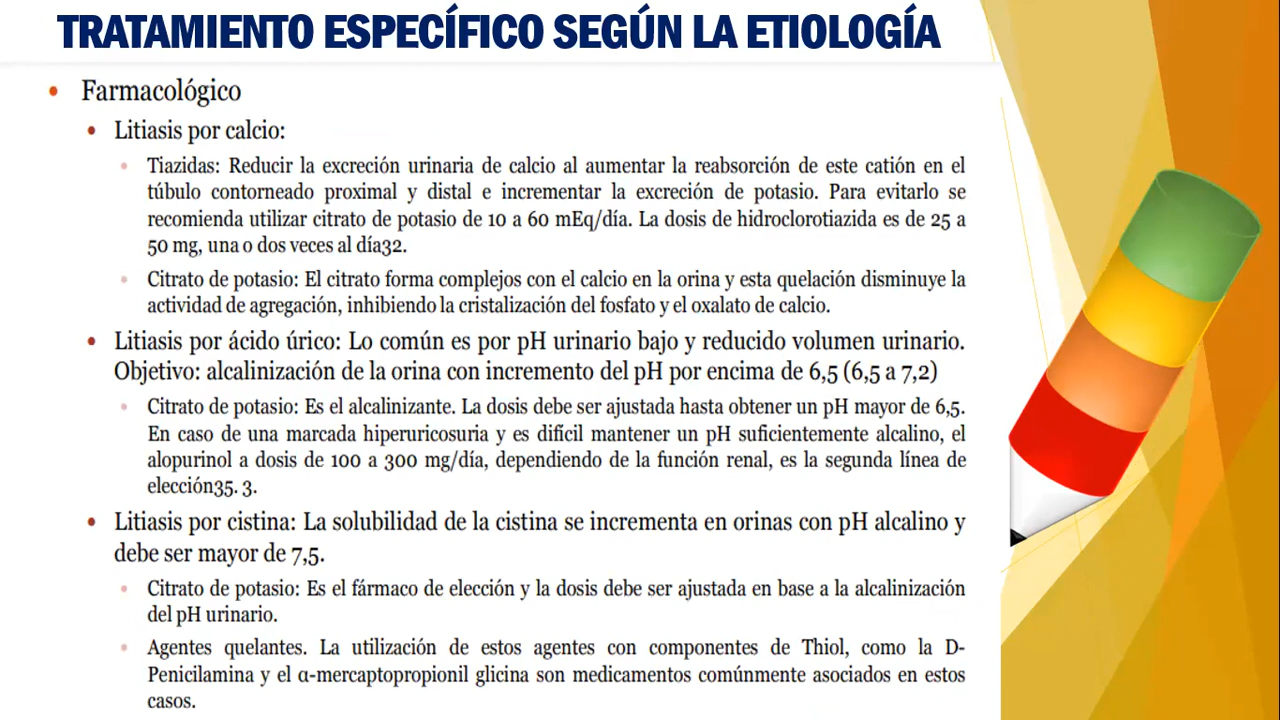 TRATAMIENTO ESPECÍFICO SEGÚN LA ETIOLOGÍA
• Farmacológico
• Litiasis por calcio:
• Tiazidas: Reducir la excreción urinaria de calcio al aumentar la reabsorción de este catión en el
túbulo contorneado proximal y distal e incrementar la excreción de potasio. Para evitarlo se
recomienda utilizar citrato de potasio de 10 a 60 mEq/día. La dosis de hidroclorotiazida es de 25 a
50 mg, una o dos veces al día32.
• Citrato de potasio: El citrato forma complejos con el calcio en la orina y esta quelación disminuye la
actividad de agregación, inhibiendo la cristalización del fosfato y el oxalato de calcio.
• Litiasis por ácido úrico: Lo común es por pH urinario bajo y reducido volumen urinario.
Objetivo: alcalinización de la orina con incremento del pH por encima de 6,5 (6,5 a 7,2)
• Citrato de potasio: Es el alcalinizante. La dosis debe ser ajustada hasta obtener un pH mayor de 6,5.
En caso de una marcada hiperuricosuria y es difícil mantener un pH suficientemente alcalino, el
alopurinol a dosis de 100 a 300 mg/día, dependiendo de la función renal, es la segunda línea de
elección35. 3.
• Litiasis por cistina: La solubilidad de la cistina se incrementa en orinas con pH alcalino y
debe ser mayor de 7,5.
• Citrato de potasio: Es el fármaco de elección y la dosis debe ser ajustada en base a la alcalinización
del pH urinario.
• Agentes quelantes. La utilización de estos agentes con componentes de Thiol, como la D-
Penicilamina y el α-mercaptopropionil glicina son medicamentos comúnmente asociados en estos
casos.